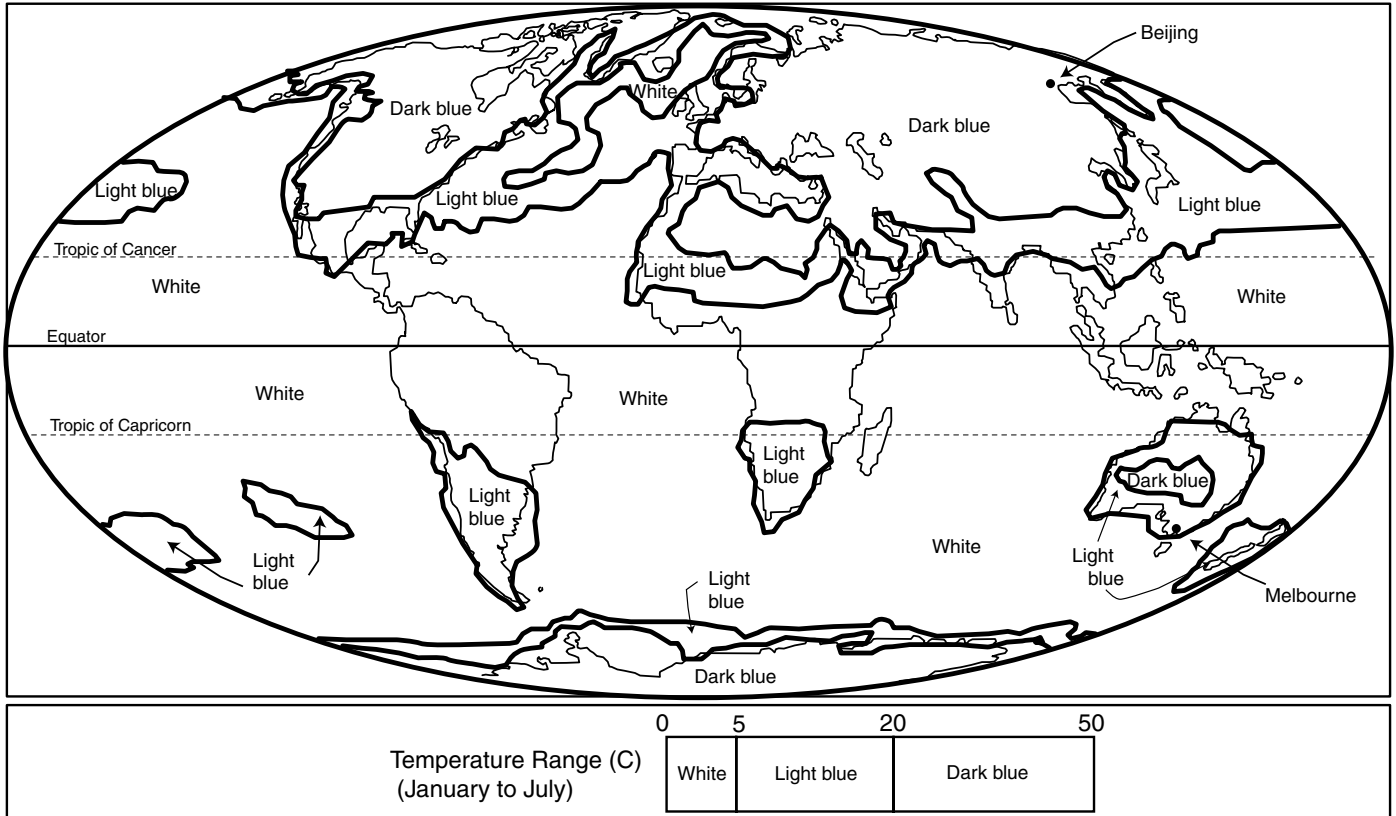 Beijing
White
Dark blue
Dark blue
Light blue
Light blue
Light blue
Tropic of Cancer
Light blue
White
White
Equator
White
White
Tropic of Capricorn
Light
blue
Dark blue
Light
blue
White
Light
blue
Light
blue
Light
blue
Melbourne
Dark blue
0 5 20 50
Temperature Range (C)
(January to July)
White Light blue Dark blue